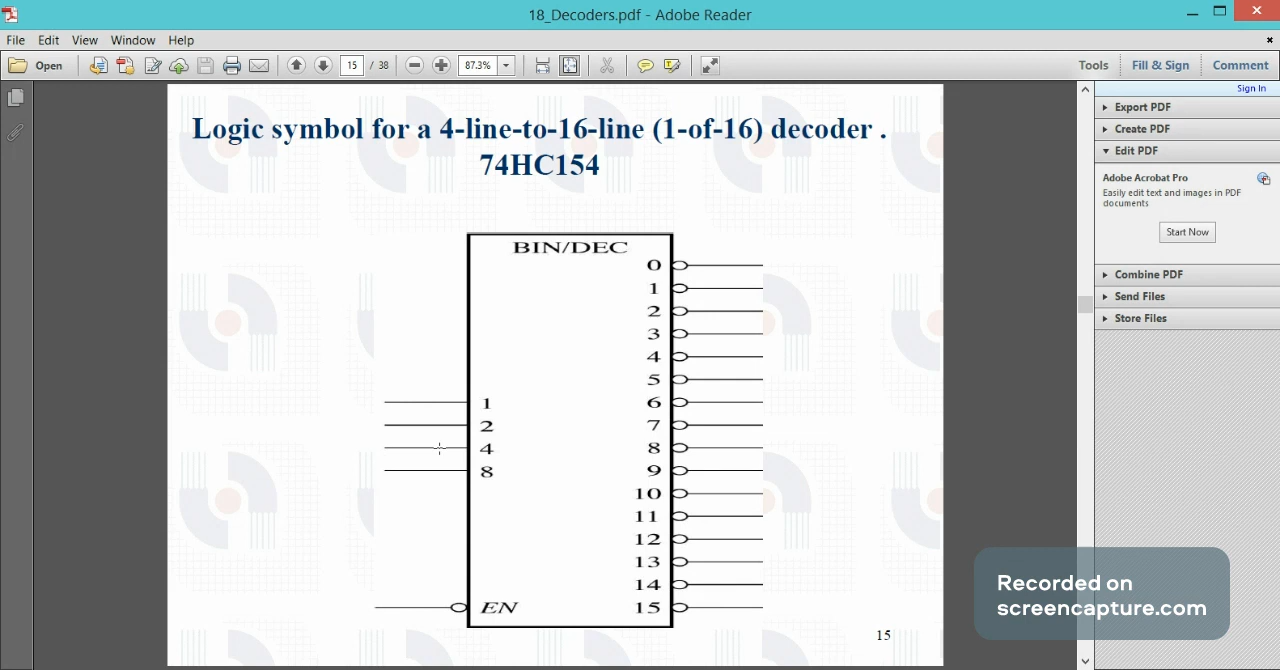 18_Decoders.pdf - Adobe Reader
File Edit View Window Help
Open 15 / 38 87.3% Tools Fill & Sign Comment
Sign In
Export PDF
Create PDF
Edit PDF
Adobe Acrobat Pro
Easily edit text and images in PDF
documents
Start Now
Combine PDF
Send Files
Store Files
Logic symbol for a 4-line-to-16-line (1-of-16) decoder .
74HC154
BIN/DEC
0
1
2
3
4
5
1 6
2 7
4 8
8 9
10
11
12
13
14
EN 15
15
Recorded on
screencapture.com